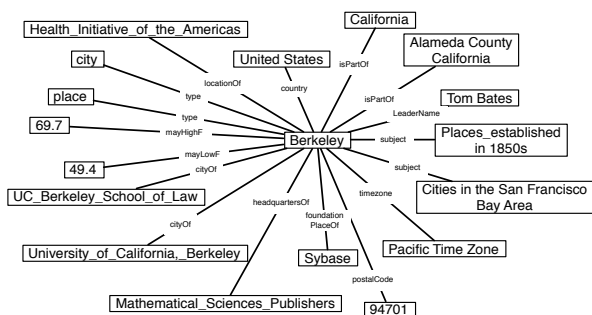 California
Health_Initiative_of_the_Americas
Alameda County
California
isPartOf
city
United States
locationOf
country
isPartOf
Tom Bates
type
place
LeaderName
type
69.7
mayHighF
Berkeley
subject
Places_established
in 1850s
mayLowF
49.4
cityOf
subject
UC_Berkeley_School_of_Law
timezone
Cities in the San Francisco
Bay Area
headquartersOf
cityOf
foundation
PlaceOf
University_of_California,_Berkeley
Sybase
Pacific Time Zone
postalCode
Mathematical_Sciences_Publishers
94701